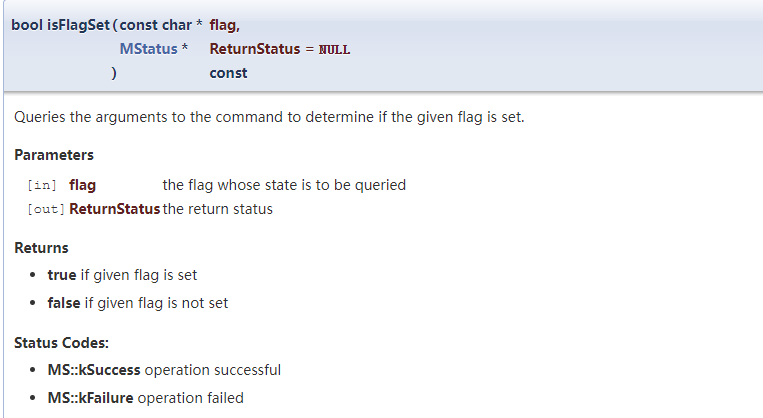 bool isFlagSet ( const char * flag,
MStatus * ReturnStatus = NULL
) const
Queries the arguments to the command to determine if the given flag is set.
Parameters
[in] flag the flag whose state is to be queried
[out] ReturnStatus the return status
Returns
• true if given flag is set
• false if given flag is not set
Status Codes:
• MS::kSuccess operation successful
• MS::kFailure operation failed